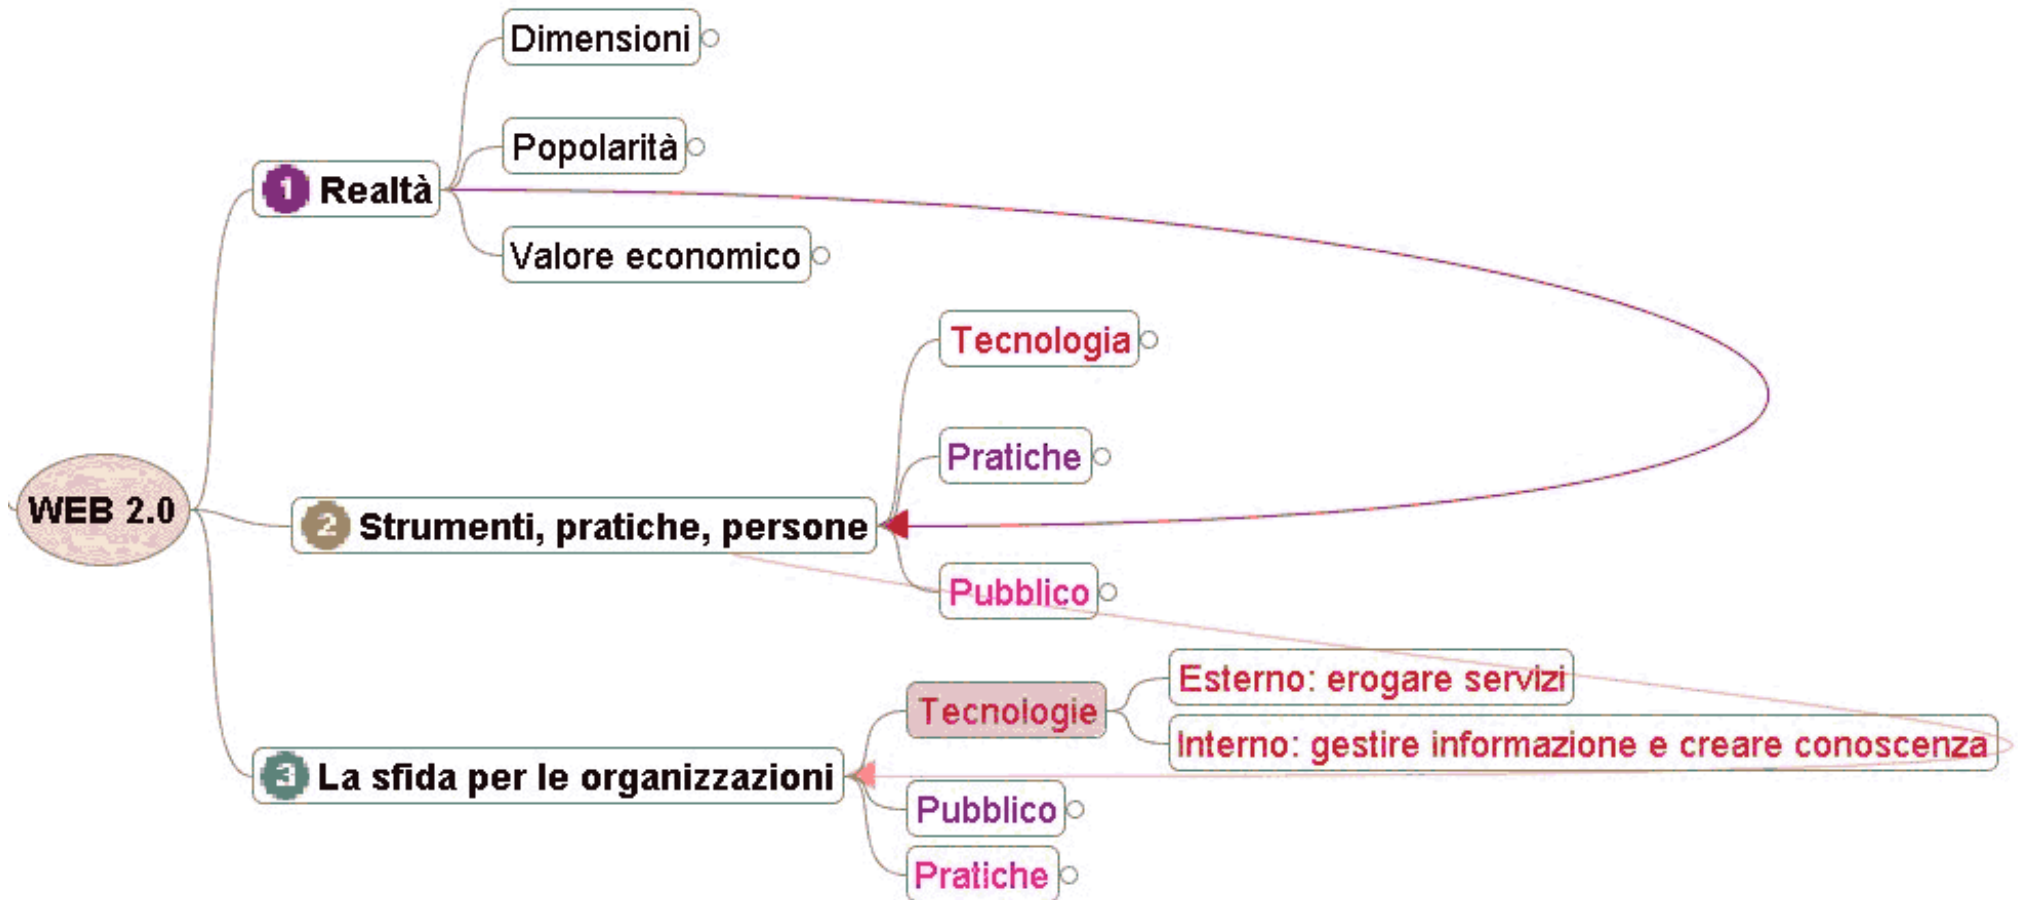 Dimensioni
Popolarità
1 Realtà
Valore economico
Tecnologia
Pratiche
WEB 2.0
2 Strumenti, pratiche, persone
Pubblico
Esterno: erogare servizi
Tecnologie
Interno: gestire informazione e creare conoscenza
3 La sfida per le organizzazioni
Pubblico
Pratiche